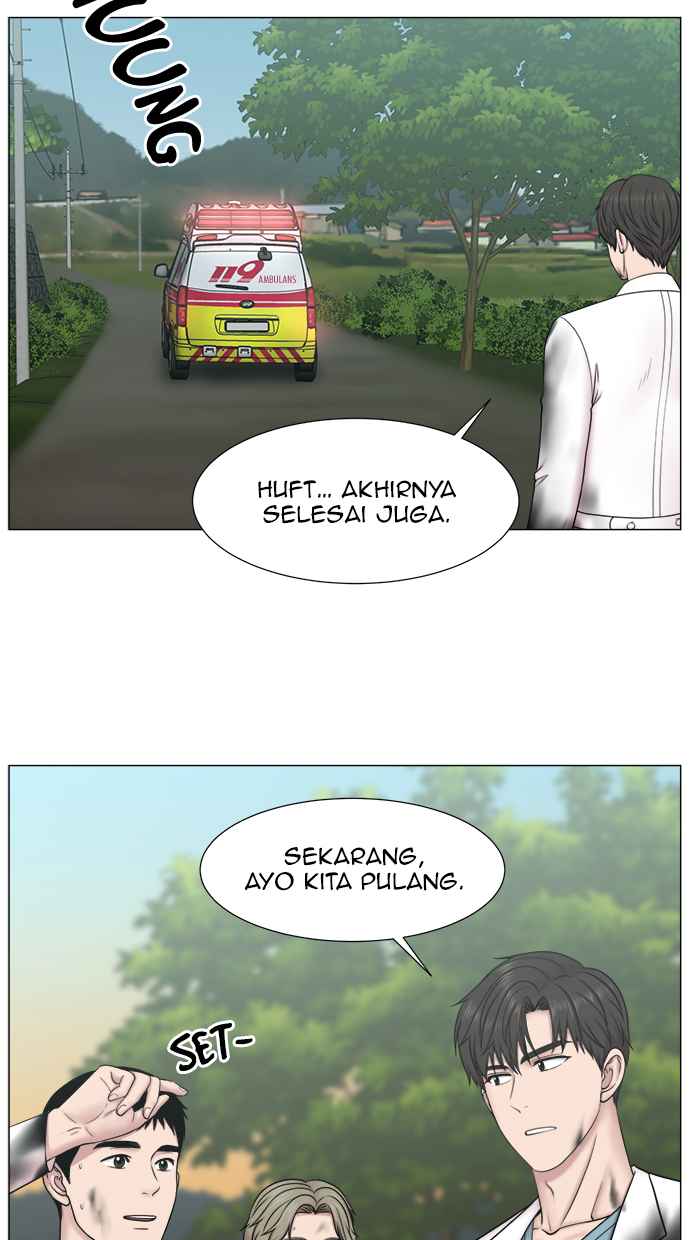 UUNG
119
AMBULANS
HUFT... AKHIRNYA
SELESAI JUGA.
SEKARANG,
AYO KITA PULANG.
SET-